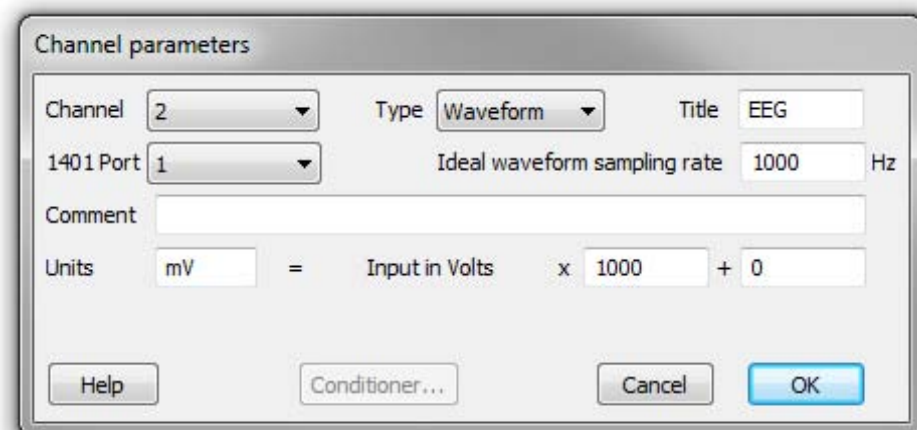 Channel parameters
Channel 2 Type Waveform Title EEG
1401 Port 1 Ideal waveform sampling rate 1000 Hz
Comment
Units mV = Input in Volts x 1000 + 0
Help Conditioner... Cancel OK